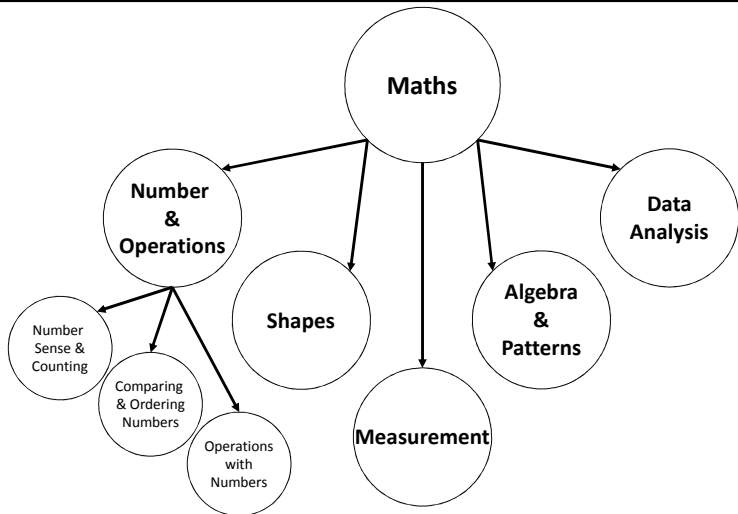 Maths
Number
&
Operations
Data
Analysis
Shapes
Algebra
&
Patterns
Measurement
Number
Sense &
Counting
Comparing
& Ordering
Numbers
Operations
with
Numbers